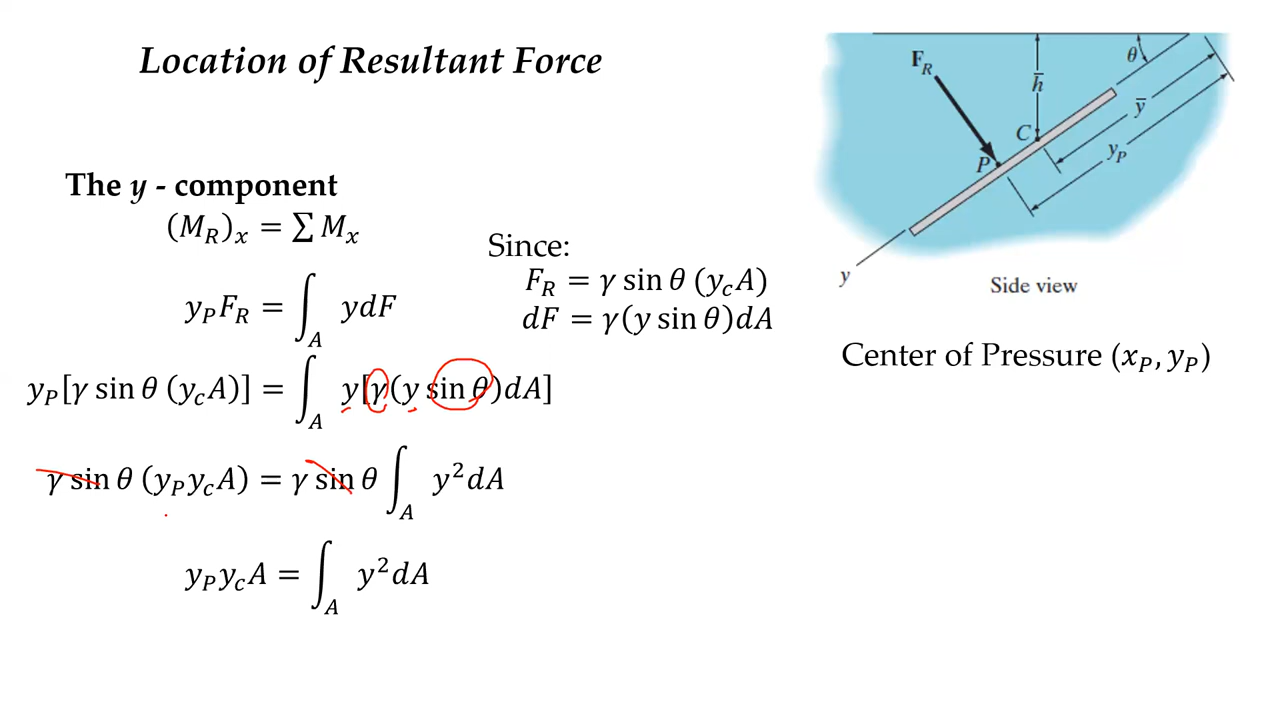 Location of Resultant Force
The y - component
(M_R)_x = ∑ M_x
y_P F_R = ∫_A y dF
Since:
F_R = γ sin θ (y_c A)
dF = γ(y sin θ)dA
y_P[γ sin θ (y_c A)] = ∫_A y[γ(y sin θ)dA]
γ sin θ (y_P y_c A) = γ sin θ ∫_A y² dA
y_P y_c A = ∫_A y² dA
F_R
h̄
θ
ȳ
C
y_P
P
y
Side view
Center of Pressure (x_P, y_P)